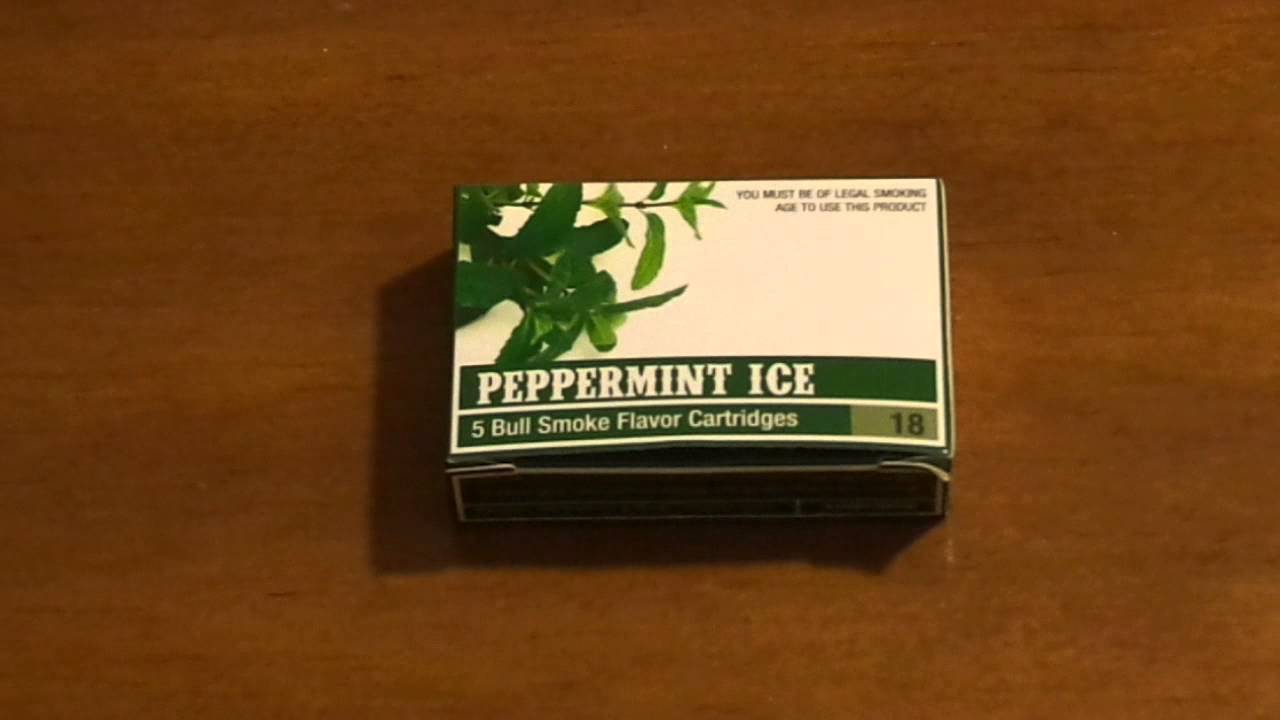 YOU MUST BE OF LEGAL SMOKING
AGE TO USE THIS PRODUCT
PEPPERMINT ICE
5 Bull Smoke Flavor Cartridges 18